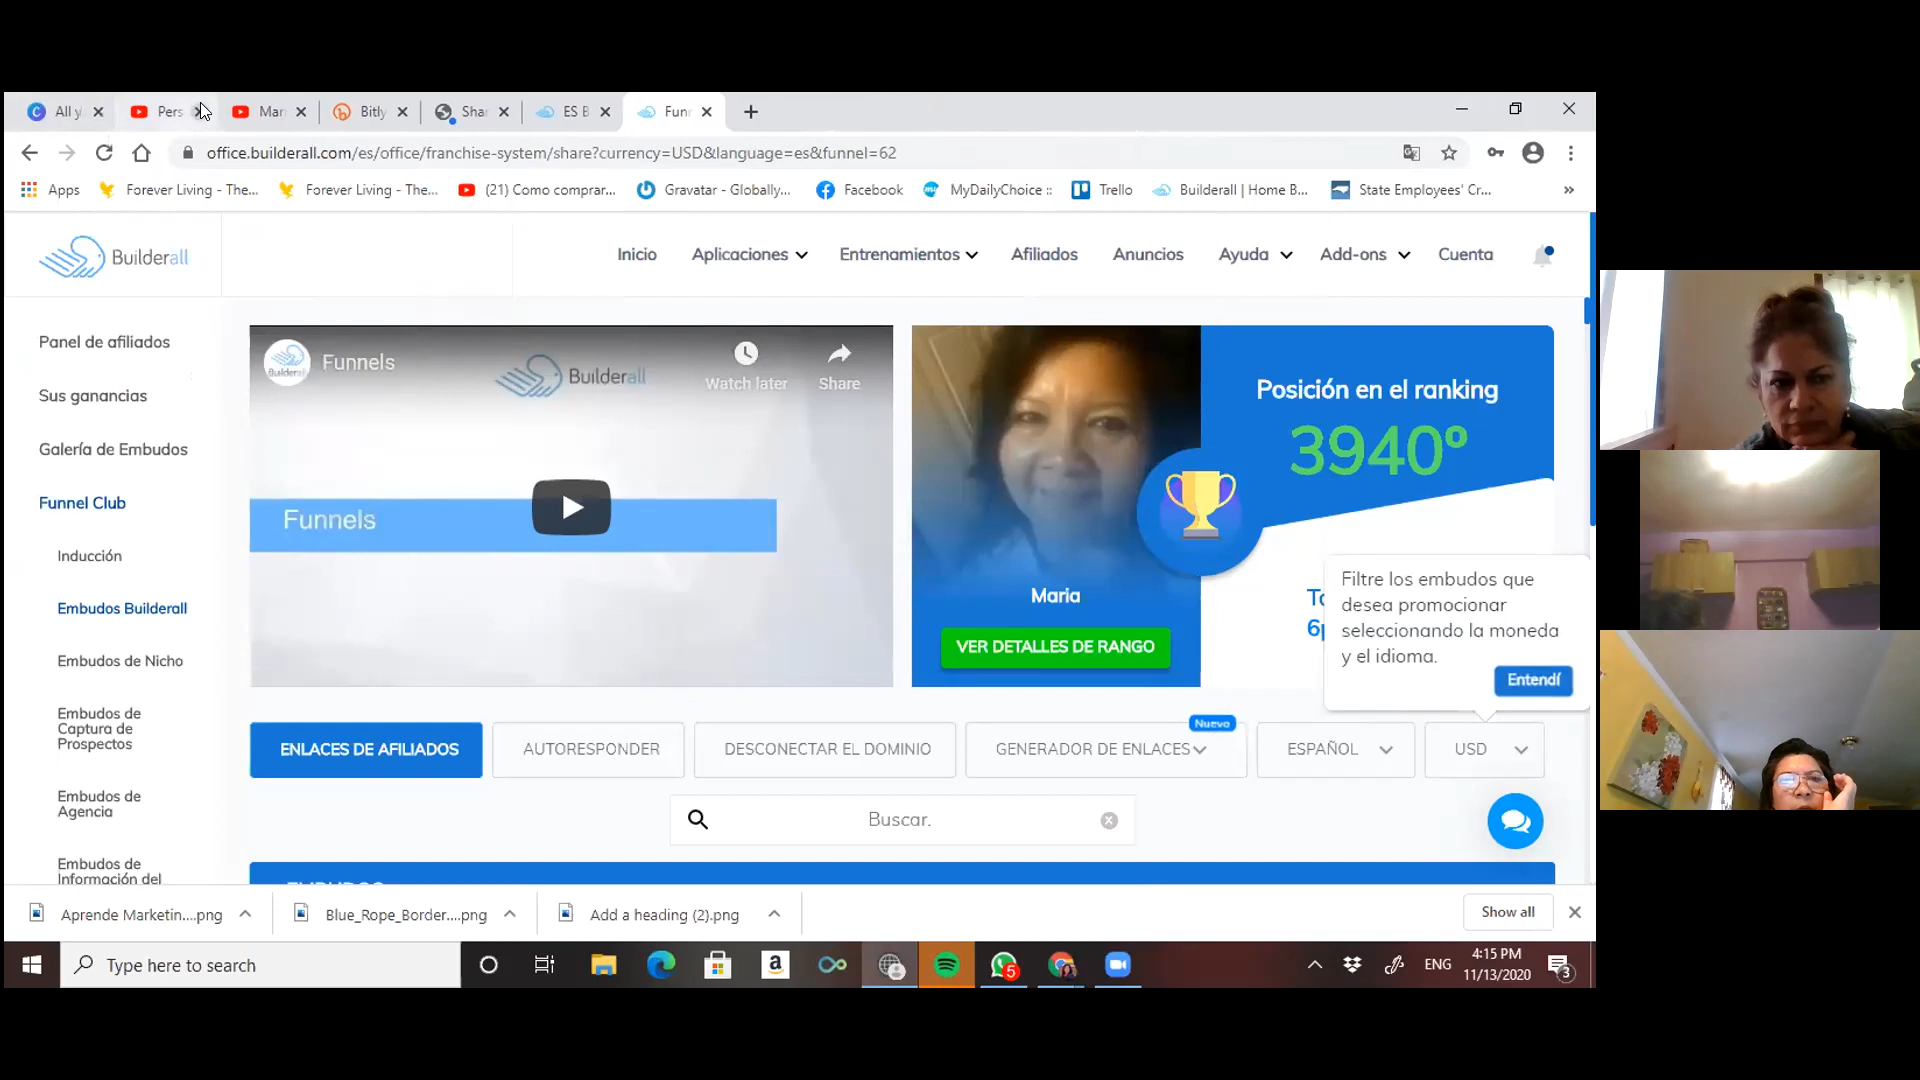 All y
Pers
Mar
Bitly
Sha
ES B
Fun
office.builderall.com/es/office/franchise-system/share?currency=USD&language=es&funnel=62
Apps
Forever Living - The...
Forever Living - The...
(21) Como comprar...
Gravatar - Globally...
Facebook
MyDailyChoice ::
Trello
Builderall | Home B...
State Employees' Cr...
»
Builderall
Inicio
Aplicaciones
Entrenamientos
Afiliados
Anuncios
Ayuda
Add-ons
Cuenta
Panel de afiliados
Sus ganancias
Galería de Embudos
Funnel Club
Inducción
Embudos Builderall
Embudos de Nicho
Embudos de
Captura de
Prospectos
Embudos de
Agencia
Embudos de
Información del
Builderall
Funnels
Builderall
Watch later
Share
Funnels
Posición en el ranking
3940º
Maria
VER DETALLES DE RANGO
Filtre los embudos que
desea promocionar
seleccionando la moneda
y el idioma.
Entendí
ENLACES DE AFILIADOS
AUTORESPONDER
DESCONECTAR EL DOMINIO
Nuevo
GENERADOR DE ENLACES
ESPAÑOL
USD
Buscar.
Aprende Marketin....png
Blue_Rope_Border....png
Add a heading (2).png
Show all
Type here to search
a
5
ENG
4:15 PM
11/13/2020
3